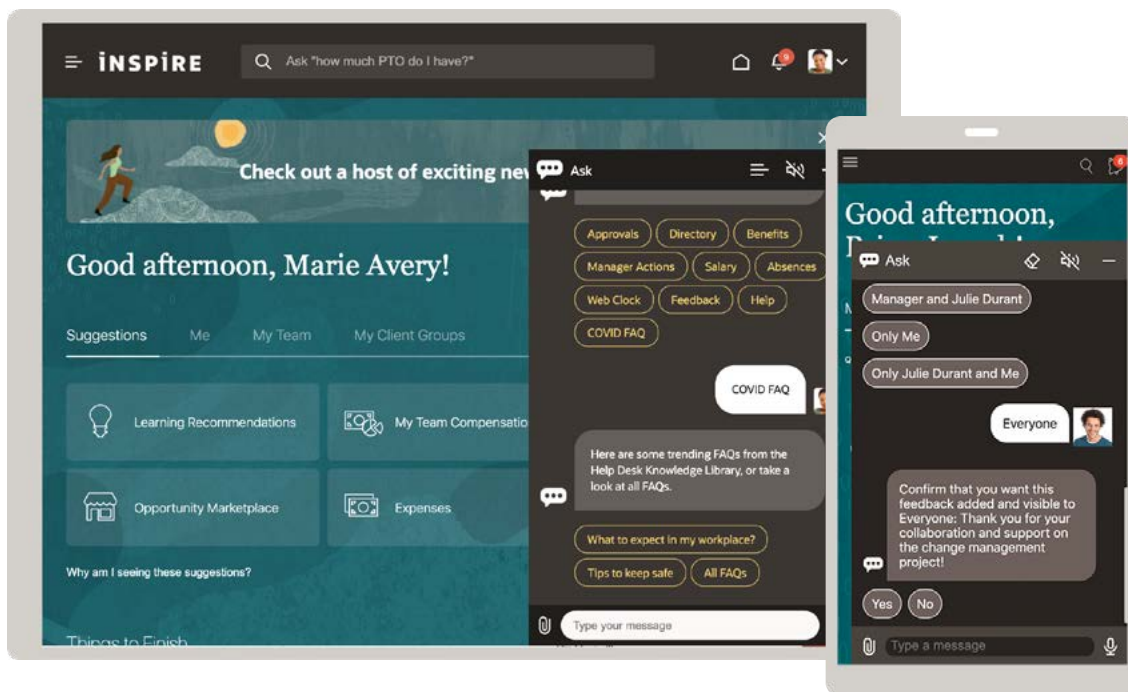 iNSPiRE
Ask "how much PTO do I have?"
9
Check out a host of exciting ne
Good afternoon, Marie Avery!
Suggestions
Me
My Team
My Client Groups
Learning Recommendations
My Team Compensatio
Opportunity Marketplace
Expenses
Why am I seeing these suggestions?
Things to Finish
Ask
Approvals
Directory
Benefits
Manager Actions
Salary
Absences
Web Clock
Feedback
Help
COVID FAQ
COVID FAQ
Here are some trending FAQs from the
Help Desk Knowledge Library, or take a
look at all FAQs.
What to expect in my workplace?
Tips to keep safe
All FAQs
Type your message
Good afternoon,
Ask
Manager and Julie Durant
Only Me
Only Julie Durant and Me
Everyone
Confirm that you want this
feedback added and visible to
Everyone: Thank you for your
collaboration and support on
the change management
project!
Yes
No
Type a message